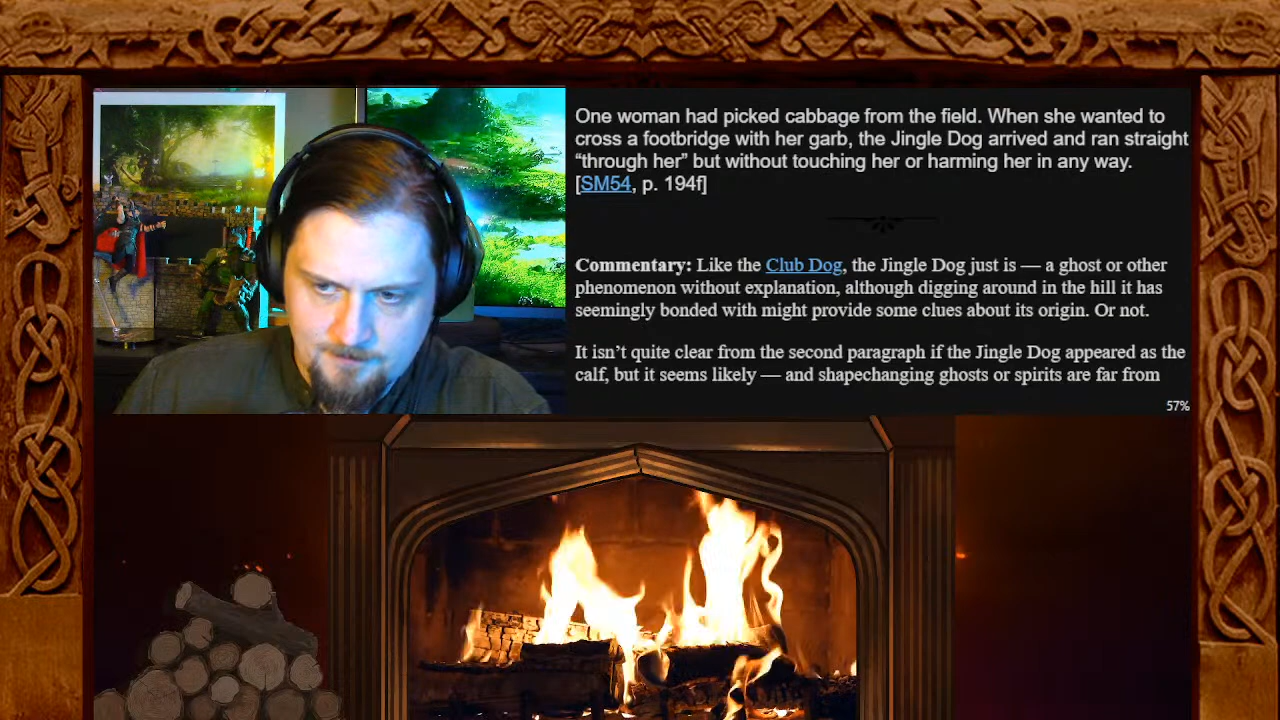 One woman had picked cabbage from the field. When she wanted to
cross a footbridge with her garb, the Jingle Dog arrived and ran straight
“through her” but without touching her or harming her in any way.
[SM54, p. 194f]
Commentary: Like the Club Dog, the Jingle Dog just is — a ghost or other
phenomenon without explanation, although digging around in the hill it has
seemingly bonded with might provide some clues about its origin. Or not.
It isn’t quite clear from the second paragraph if the Jingle Dog appeared as the
calf, but it seems likely — and shapechanging ghosts or spirits are far from
57%